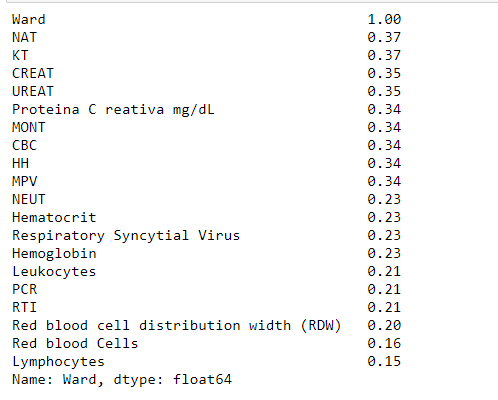 Ward 1.00
NAT 0.37
KT 0.37
CREAT 0.35
UREAT 0.35
Proteina C reativa mg/dL 0.34
MONT 0.34
CBC 0.34
HH 0.34
MPV 0.34
NEUT 0.23
Hematocrit 0.23
Respiratory Syncytial Virus 0.23
Hemoglobin 0.23
Leukocytes 0.21
PCR 0.21
RTI 0.21
Red blood cell distribution width (RDW) 0.20
Red blood Cells 0.16
Lymphocytes 0.15
Name: Ward, dtype: float64